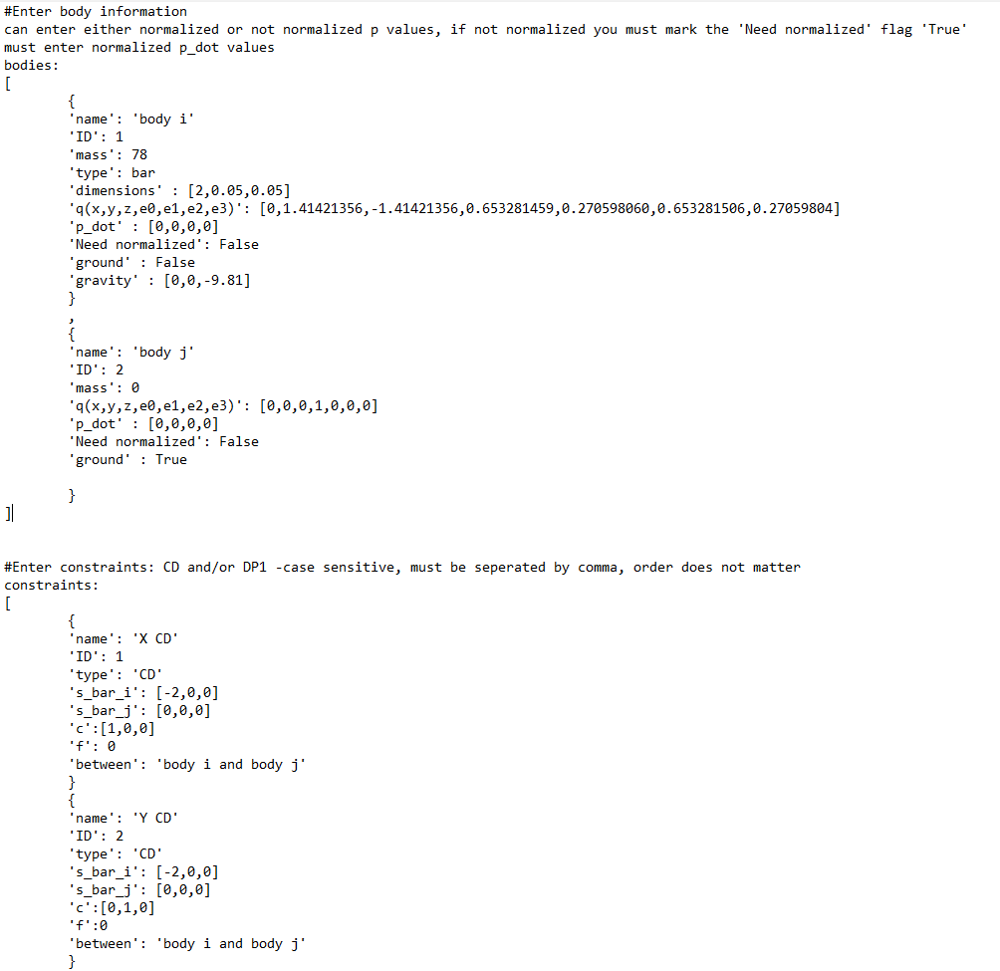 #Enter body information
can enter either normalized or not normalized p values, if not normalized you must mark the 'Need normalized' flag 'True'
must enter normalized p_dot values
bodies:
[
{
'name': 'body i'
'ID': 1
'mass': 78
'type': bar
'dimensions' : [2,0.05,0.05]
'q(x,y,z,e0,e1,e2,e3)': [0,1.41421356,-1.41421356,0.653281459,0.270598060,0.653281506,0.27059804]
'p_dot' : [0,0,0,0]
'Need normalized': False
'ground' : False
'gravity' : [0,0,-9.81]
}
,
{
'name': 'body j'
'ID': 2
'mass': 0
'q(x,y,z,e0,e1,e2,e3)': [0,0,0,1,0,0,0]
'p_dot' : [0,0,0,0]
'Need normalized': False
'ground' : True
}
]
#Enter constraints: CD and/or DP1 -case sensitive, must be seperated by comma, order does not matter
constraints:
[
{
'name': 'X CD'
'ID': 1
'type': 'CD'
's_bar_i': [-2,0,0]
's_bar_j': [0,0,0]
'c':[1,0,0]
'f': 0
'between': 'body i and body j'
}
{
'name': 'Y CD'
'ID': 2
'type': 'CD'
's_bar_i': [-2,0,0]
's_bar_j': [0,0,0]
'c':[0,1,0]
'f':0
'between': 'body i and body j'
}